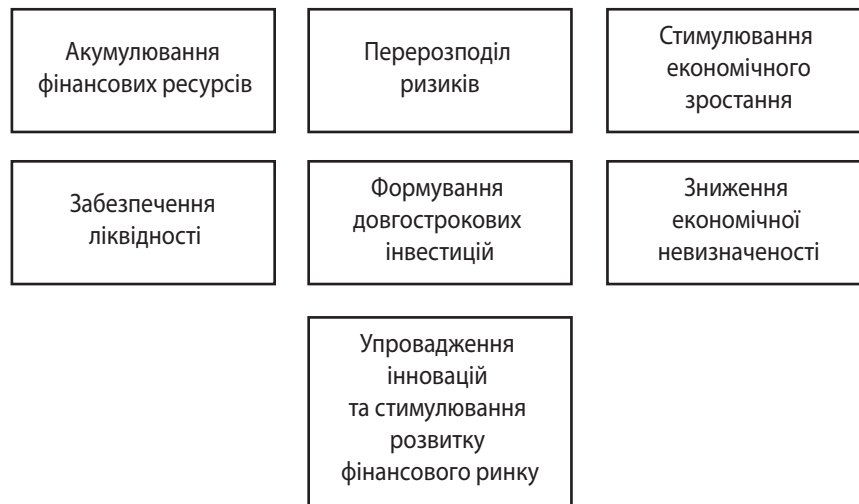 Акумулювання
фінансових ресурсів
Перерозподіл
ризиків
Стимулювання
економічного
зростання
Забезпечення
ліквідності
Формування
довгострокових
інвестицій
Зниження
економічної
невизначеності
Упровадження
інновацій
та стимулювання
розвитку
фінансового ринку